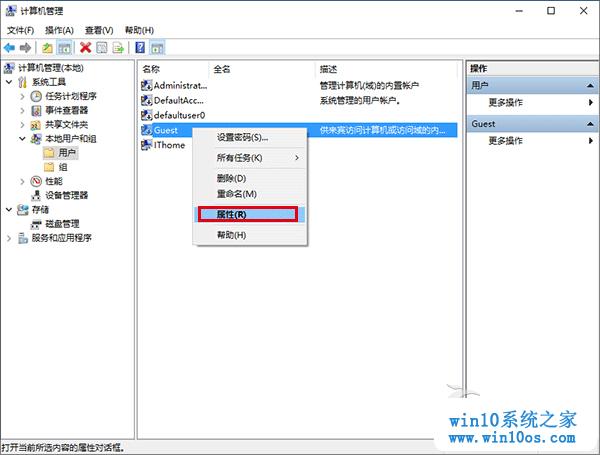 计算机管理
文件(F) 操作(A) 查看(V) 帮助(H)
计算机管理(本地)
系统工具
任务计划程序
事件查看器
共享文件夹
本地用户和组
用户
组
性能
设备管理器
存储
磁盘管理
服务和应用程序
名称 全名 描述
Administrat... 管理计算机(域)的内置帐户
DefaultAcc... 系统管理的用户帐户。
defaultuser0
Guest 供来宾访问计算机或访问域的内...
IThome
设置密码(S)...
所有任务(K)
删除(D)
重命名(M)
属性(R)
帮助(H)
操作
用户
更多操作
Guest
更多操作
打开当前所选内容的属性对话框。
win10系统之家
www.win10os.com